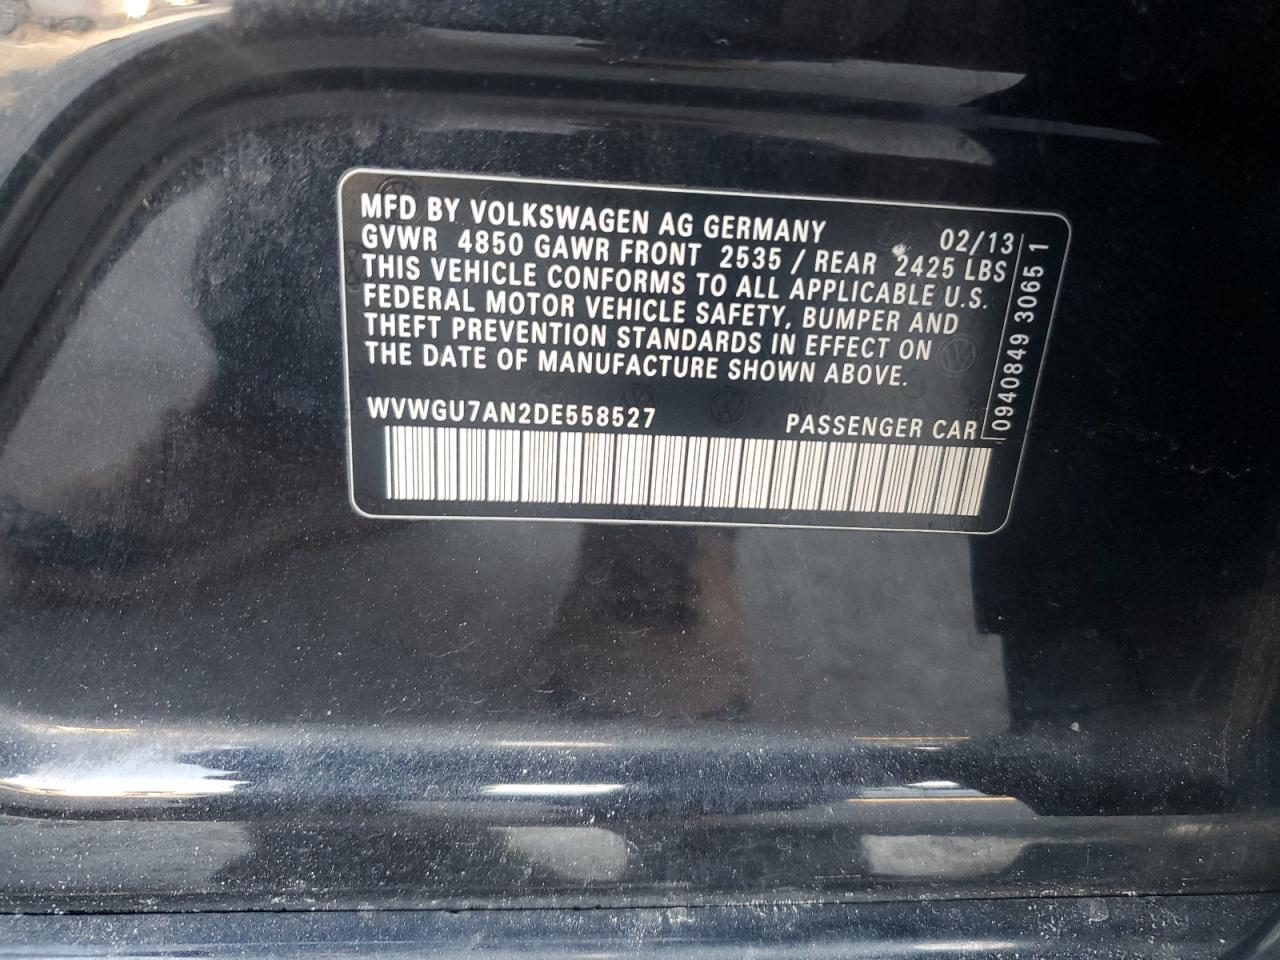 MFD BY VOLKSWAGEN AG GERMANY 02/13
GVWR 4850 GAWR FRONT 2535 / REAR 2425 LBS
THIS VEHICLE CONFORMS TO ALL APPLICABLE U.S.
FEDERAL MOTOR VEHICLE SAFETY, BUMPER AND
THEFT PREVENTION STANDARDS IN EFFECT ON
THE DATE OF MANUFACTURE SHOWN ABOVE.
WVWGU7AN2DE558527 PASSENGER CAR
0940849 3065 1